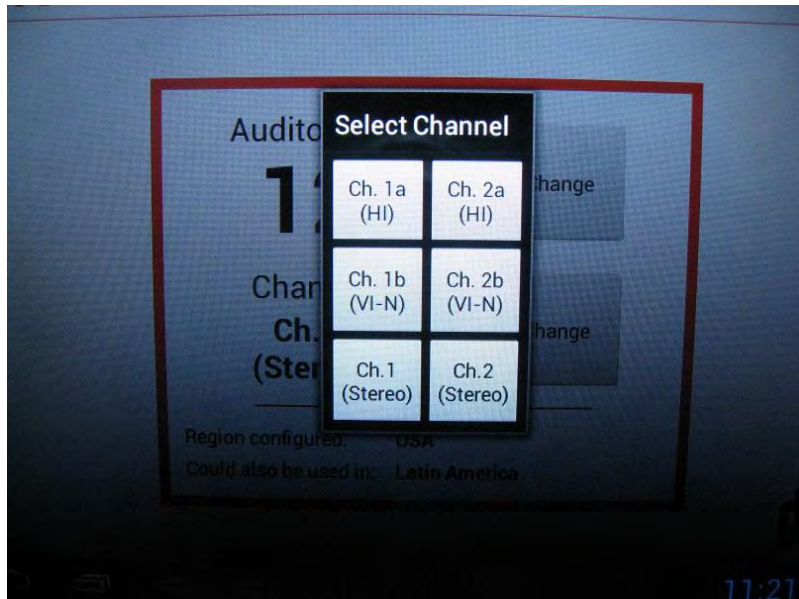 Audito
Select Channel
Ch. 1a
(HI)
Ch. 2a
(HI)
hange
Chan
Ch. 1b
(VI-N)
Ch. 2b
(VI-N)
Ch.
hange
(Ster
Ch.1
(Stereo)
Ch.2
(Stereo)
Region configured: USA
Could also be used in: Latin America
11:21